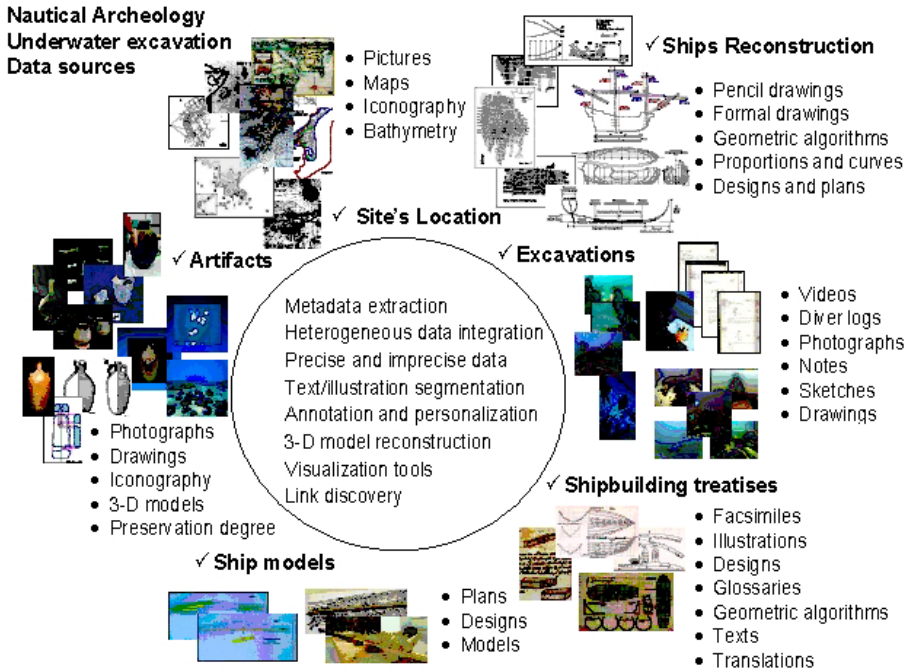 Nautical Archeology
Underwater excavation
Data sources
• Pictures
• Maps
• Iconography
• Bathymetry
✓ Site's Location
✓ Ships Reconstruction
• Pencil drawings
• Formal drawings
• Geometric algorithms
• Proportions and curves
• Designs and plans
✓ Artifacts
• Photographs
• Drawings
• Iconography
• 3-D models
• Preservation degree
Metadata extraction
Heterogeneous data integration
Precise and imprecise data
Text/illustration segmentation
Annotation and personalization
3-D model reconstruction
Visualization tools
Link discovery
✓ Excavations
• Videos
• Diver logs
• Photographs
• Notes
• Sketches
• Drawings
✓ Ship models
• Plans
• Designs
• Models
✓ Shipbuilding treatises
• Facsimiles
• Illustrations
• Designs
• Glossaries
• Geometric algorithms
• Texts
• Translations